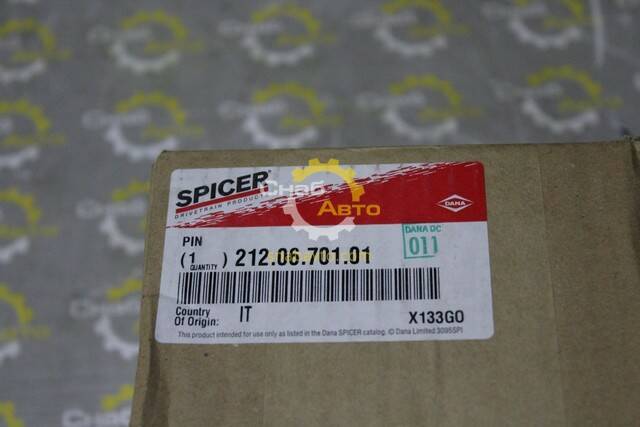 SPICER
DRIVETRAIN PRODUCTS
Снаб
Авто
DANA
PIN
(1) 212.06.701.01
QUANTITY
DANA DC
011
Country
Of Origin: IT
X133G0
This product intended for use only as listed in the Dana SPICER catalog. © Dana Limited 3095SPI